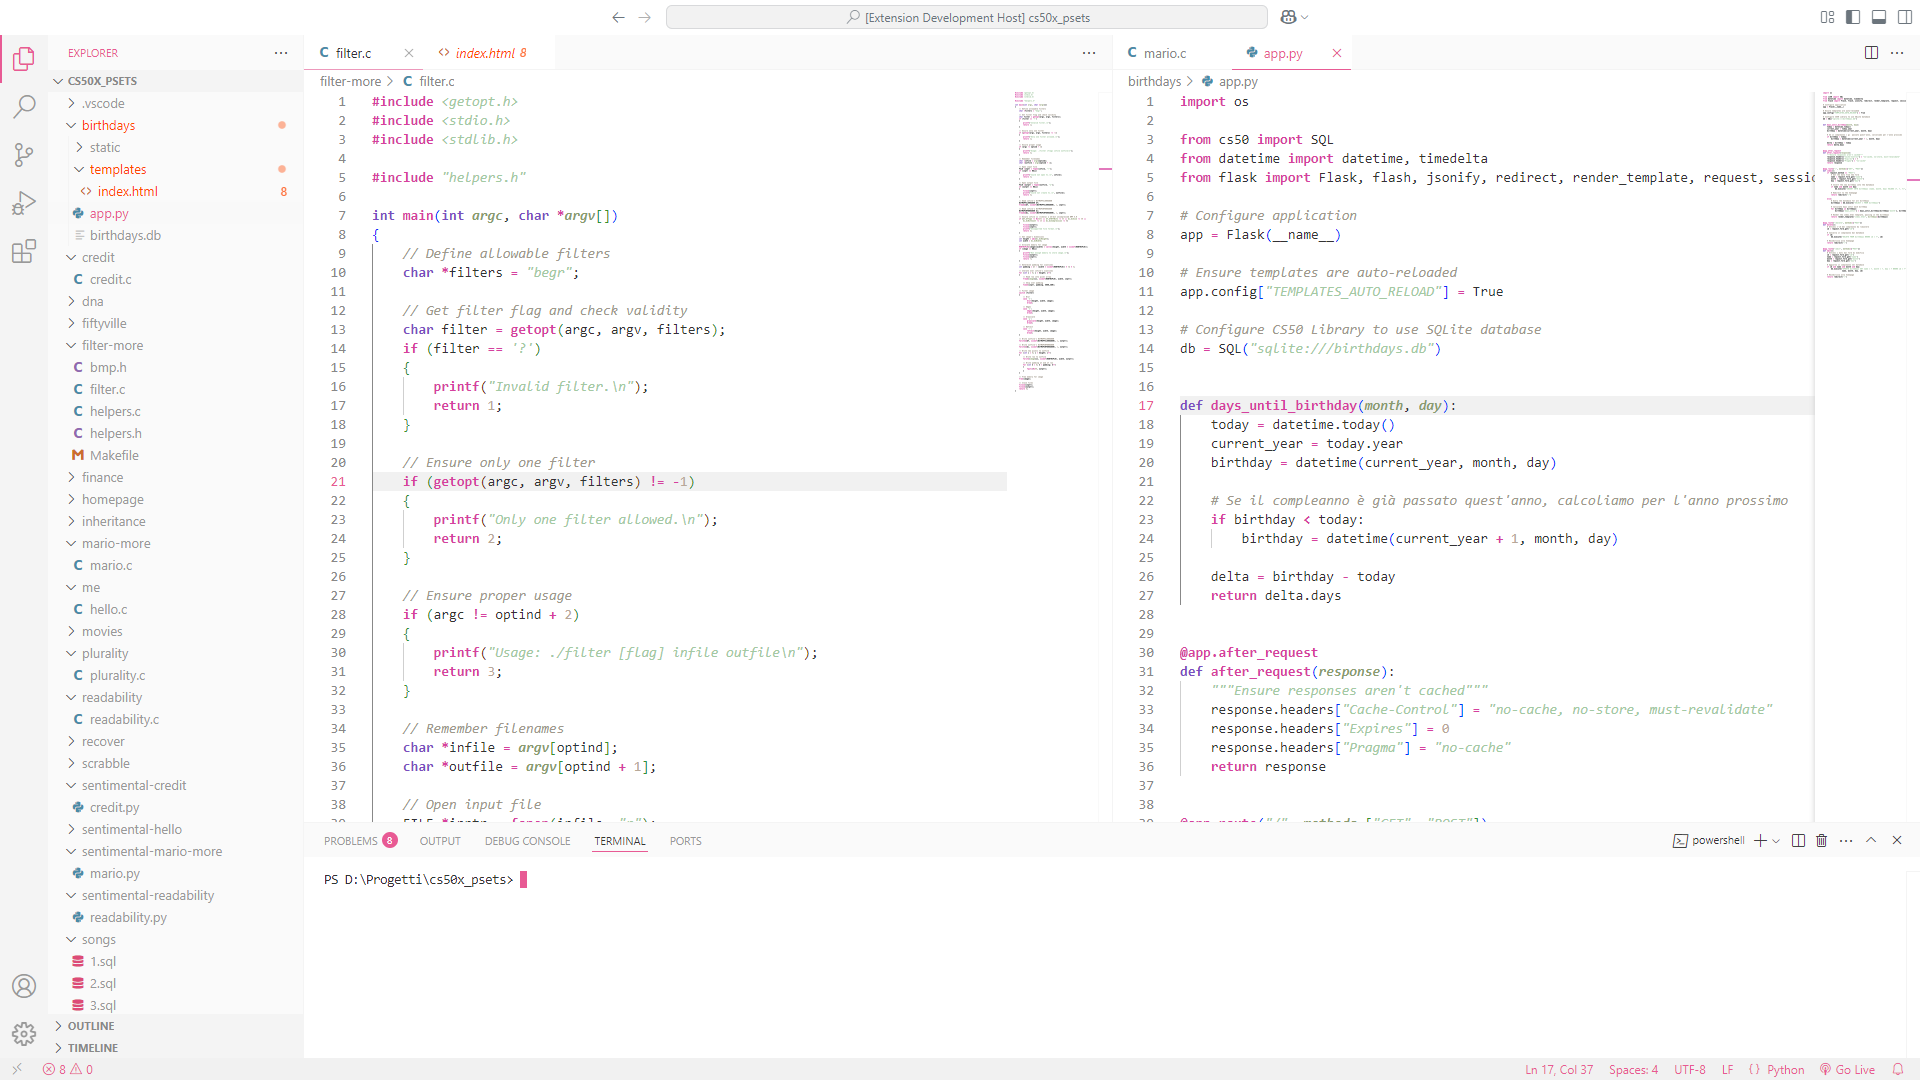 [Extension Development Host] cs50x_psets
EXPLORER
CS50X_PSETS
.vscode
birthdays
static
templates
index.html 8
app.py
birthdays.db
credit
credit.c
dna
fiftyville
filter-more
bmp.h
filter.c
helpers.c
helpers.h
Makefile
finance
homepage
inheritance
mario-more
mario.c
me
hello.c
movies
plurality
plurality.c
readability
readability.c
recover
scrabble
sentimental-credit
credit.py
sentimental-hello
sentimental-mario-more
mario.py
sentimental-readability
readability.py
songs
1.sql
2.sql
3.sql
OUTLINE
TIMELINE
filter.c
index.html 8
filter-more > filter.c
1 #include <getopt.h>
2 #include <stdio.h>
3 #include <stdlib.h>
4
5 #include "helpers.h"
6
7 int main(int argc, char *argv[])
8 {
9 // Define allowable filters
10 char *filters = "begr";
11
12 // Get filter flag and check validity
13 char filter = getopt(argc, argv, filters);
14 if (filter == '?')
15 {
16 printf("Invalid filter.\n");
17 return 1;
18 }
19
20 // Ensure only one filter
21 if (getopt(argc, argv, filters) != -1)
22 {
23 printf("Only one filter allowed.\n");
24 return 2;
25 }
26
27 // Ensure proper usage
28 if (argc != optind + 2)
29 {
30 printf("Usage: ./filter [flag] infile outfile\n");
31 return 3;
32 }
33
34 // Remember filenames
35 char *infile = argv[optind];
36 char *outfile = argv[optind + 1];
37
38 // Open input file
mario.c
app.py
birthdays > app.py
1 import os
2
3 from cs50 import SQL
4 from datetime import datetime, timedelta
5 from flask import Flask, flash, jsonify, redirect, render_template, request, sessio
6
7 # Configure application
8 app = Flask(__name__)
9
10 # Ensure templates are auto-reloaded
11 app.config["TEMPLATES_AUTO_RELOAD"] = True
12
13 # Configure CS50 Library to use SQLite database
14 db = SQL("sqlite:///birthdays.db")
15
16
17 def days_until_birthday(month, day):
18 today = datetime.today()
19 current_year = today.year
20 birthday = datetime(current_year, month, day)
21
22 # Se il compleanno è già passato quest'anno, calcoliamo per l'anno prossimo
23 if birthday < today:
24 birthday = datetime(current_year + 1, month, day)
25
26 delta = birthday - today
27 return delta.days
28
29
30 @app.after_request
31 def after_request(response):
32 """Ensure responses aren't cached"""
33 response.headers["Cache-Control"] = "no-cache, no-store, must-revalidate"
34 response.headers["Expires"] = 0
35 response.headers["Pragma"] = "no-cache"
36 return response
37
38
PROBLEMS 8 OUTPUT DEBUG CONSOLE TERMINAL PORTS
powershell
PS D:\Progetti\cs50x_psets>
8 0
Ln 17, Col 37 Spaces: 4 UTF-8 LF {} Python Go Live